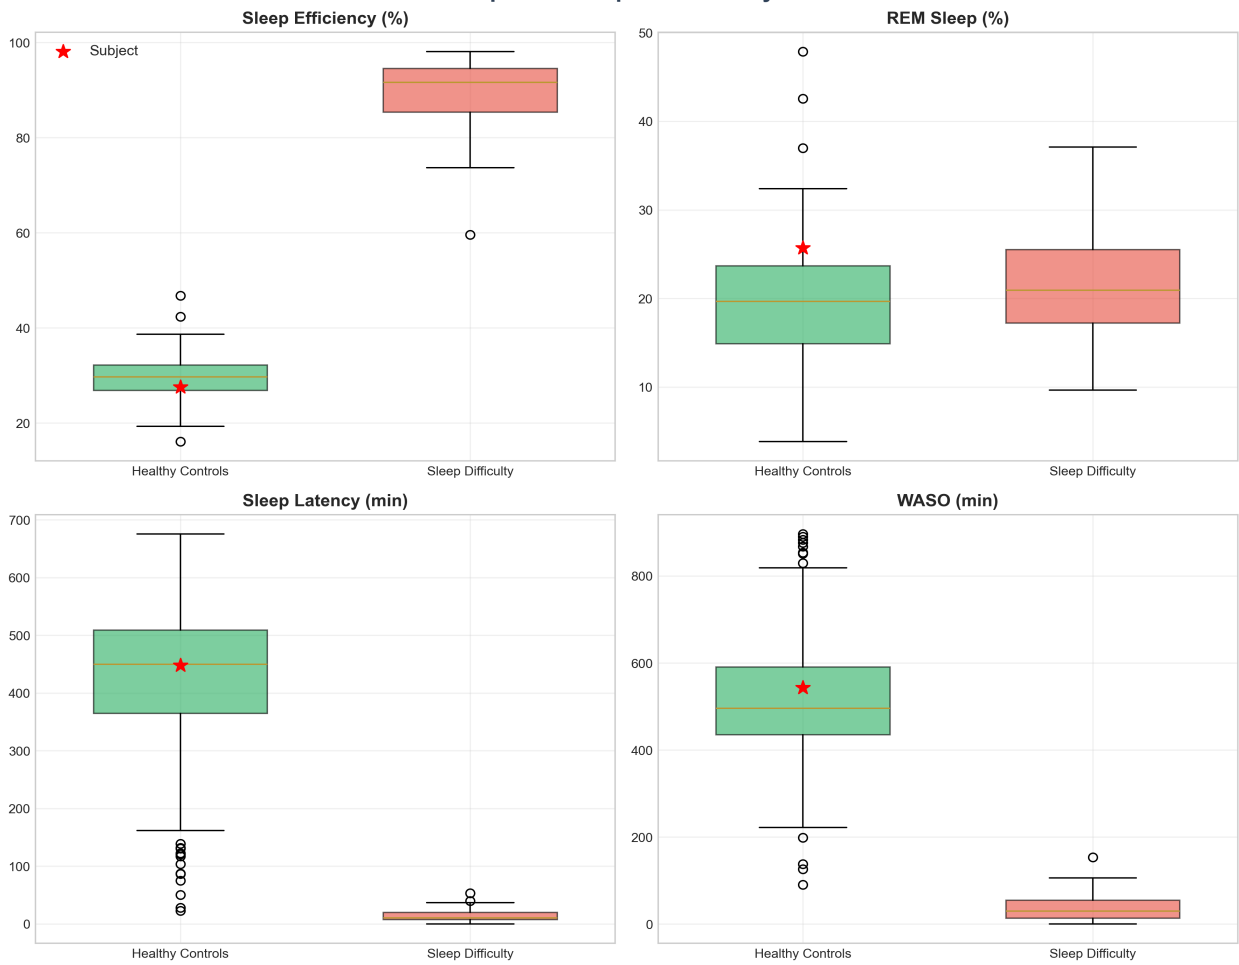 Sleep Efficiency (%)
100
80
60
40
20
Subject
Healthy Controls
Sleep Difficulty
REM Sleep (%)
50
40
30
20
10
Healthy Controls
Sleep Difficulty
Sleep Latency (min)
700
600
500
400
300
200
100
0
Healthy Controls
Sleep Difficulty
WASO (min)
800
600
400
200
0
Healthy Controls
Sleep Difficulty